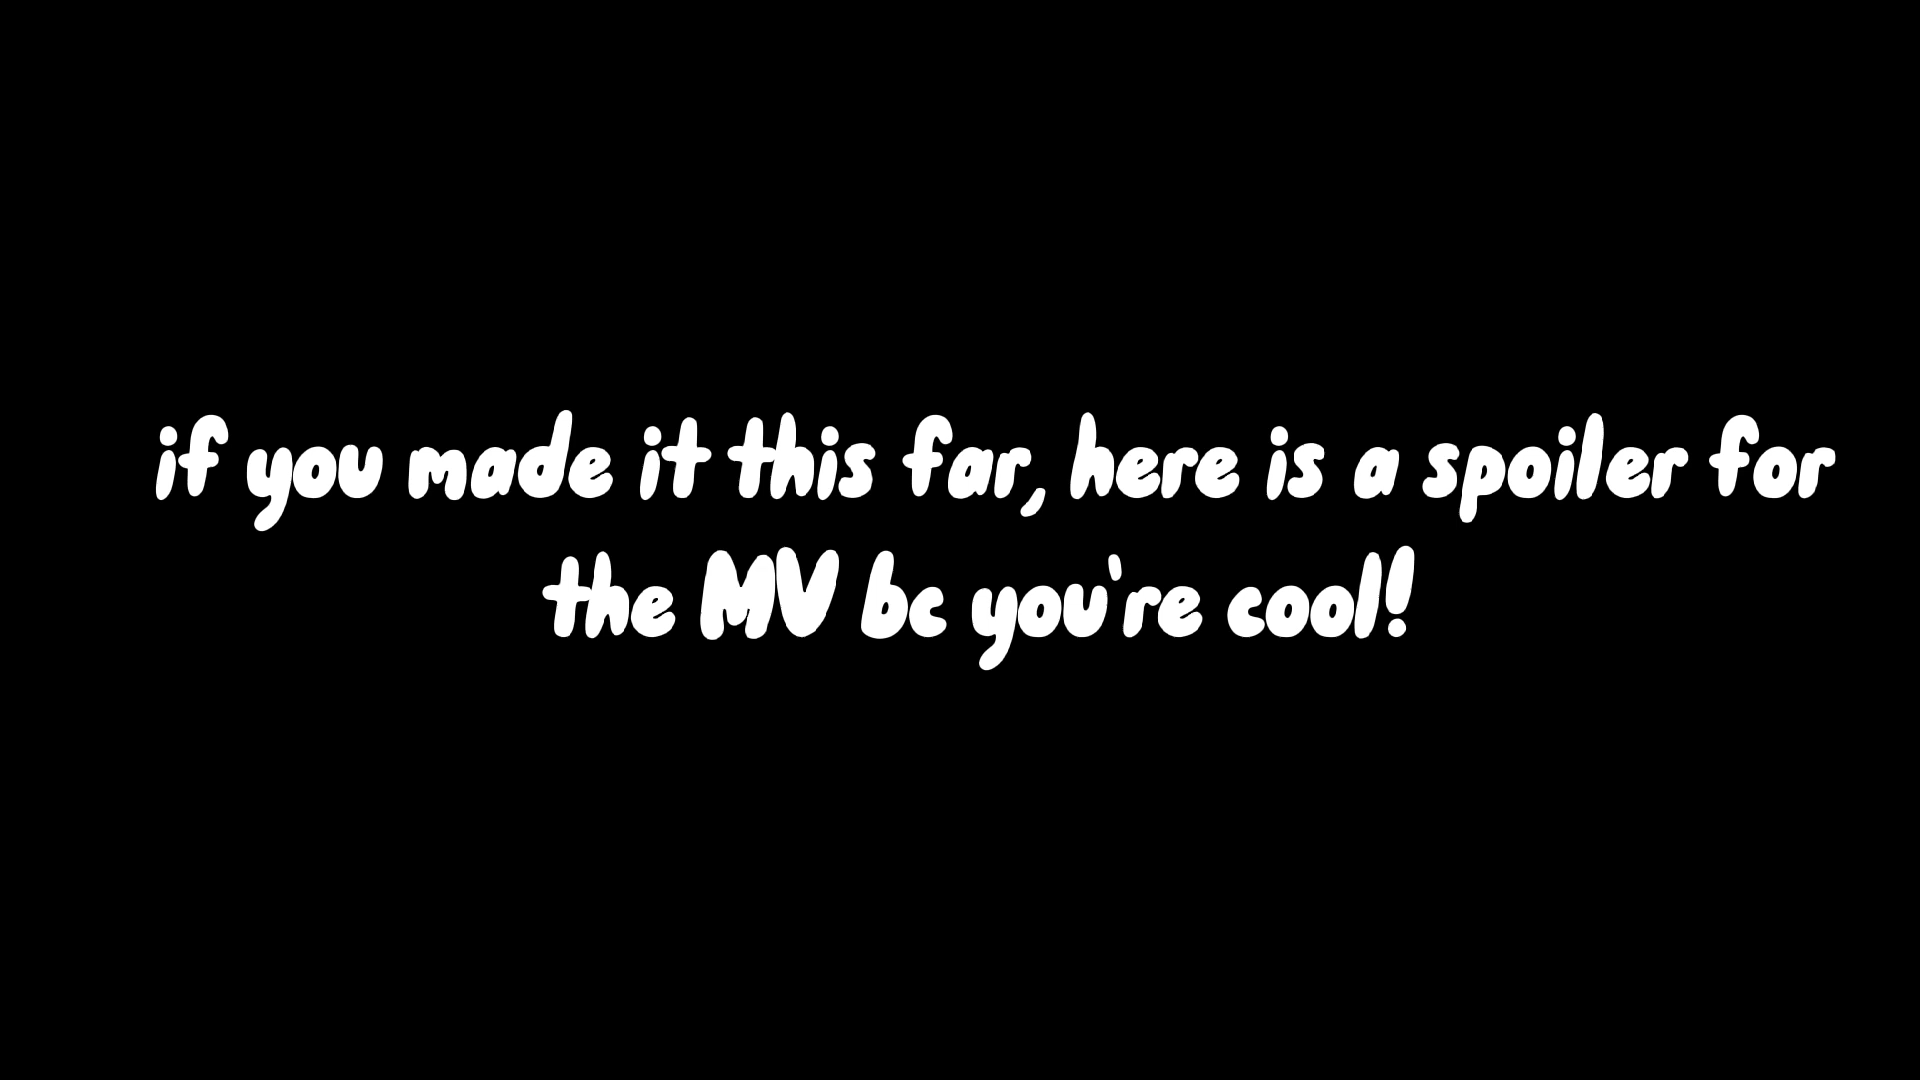 if you made it this far, here is a spoiler for
the MV bc you're cool!